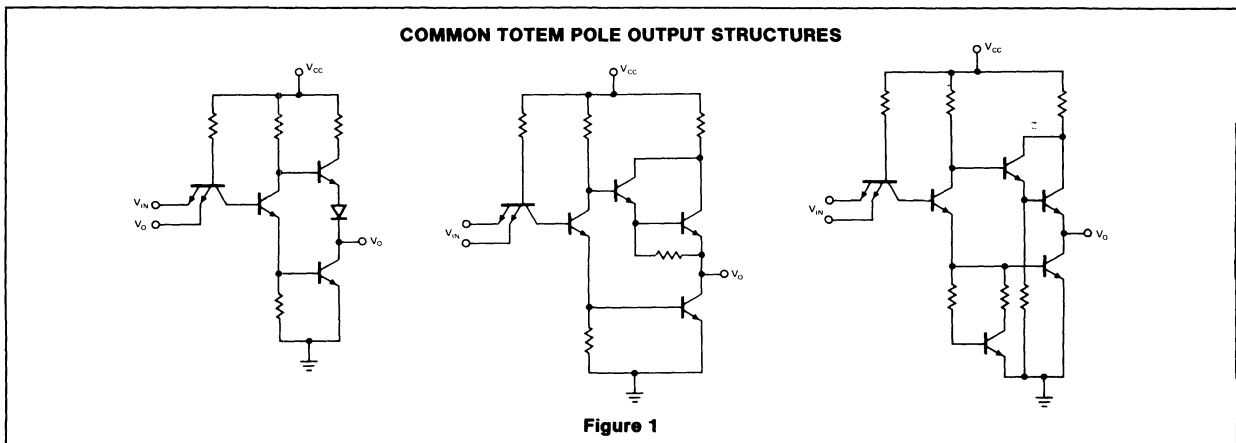 COMMON TOTEM POLE OUTPUT STRUCTURES
VCC
VIN
VO
VO
VCC
VIN
VO
VCC
VIN
VO
Figure 1